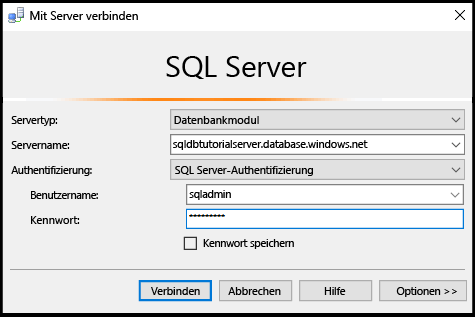 Mit Server verbinden
SQL Server
Servertyp: Datenbankmodul
Servername: sqldbtutorialserver.database.windows.net
Authentifizierung: SQL Server-Authentifizierung
Benutzername: sqladmin
Kennwort: *********
Kennwort speichern
Verbinden Abbrechen Hilfe Optionen >>